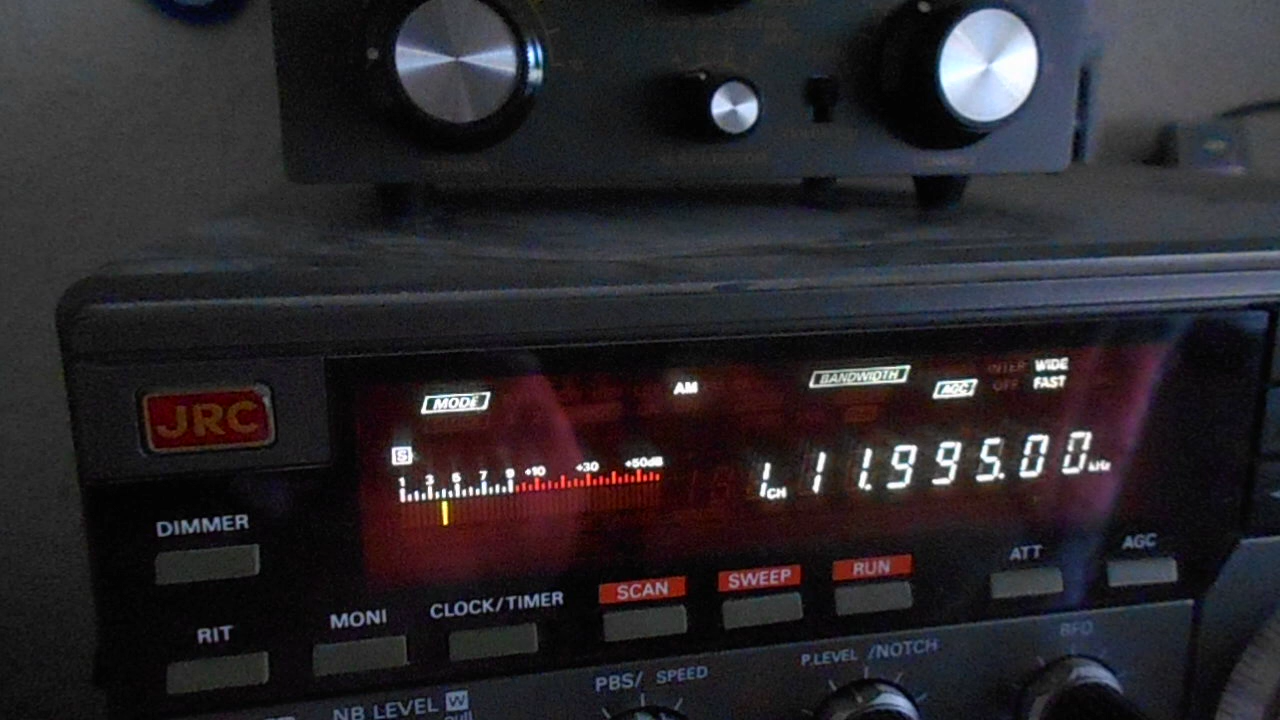 JRC
MODE
AM
BANDWIDTH
AGC
INTER WIDE
OFF FAST
S
1 3 5 7 9 +10 +30 +50dB
CH 11.995.00 kHz
DIMMER
RIT
MONI
CLOCK/TIMER
SCAN
SWEEP
RUN
ATT
AGC
NB LEVEL W
pull
PBS/ SPEED
P.LEVEL /NOTCH
BFO